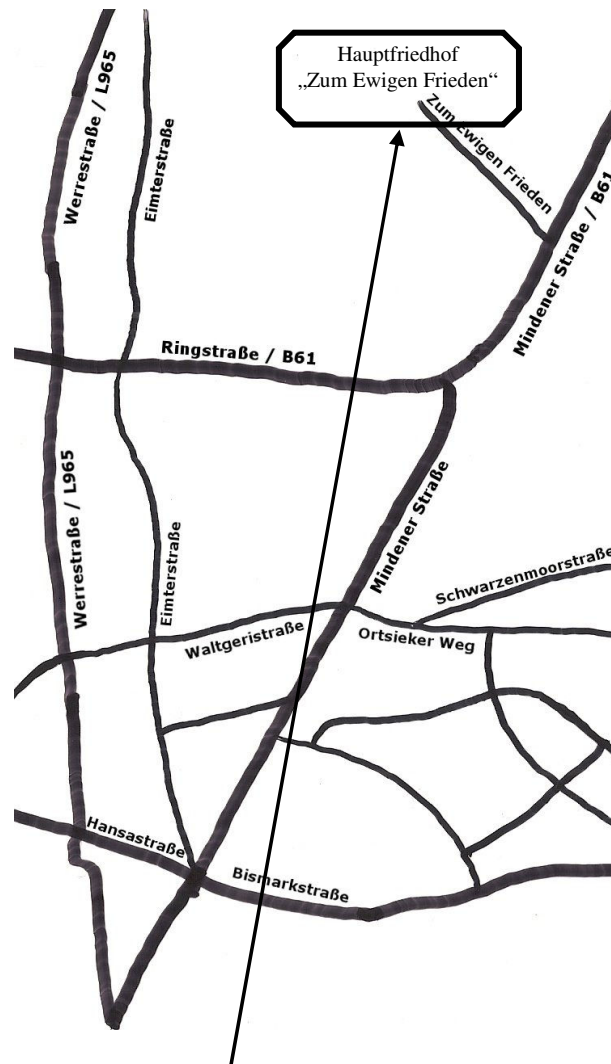 Hauptfriedhof
„Zum Ewigen Frieden“
Zum Ewigen Frieden
Werrestraße / L965
Eimterstraße
Mindener Straße / B61
Ringstraße / B61
Werrestraße / L965
Mindener Straße
Eimterstraße
Schwarzenmoorstraße
Waltgeristraße
Ortsieker Weg
Hansastraße
Bismarkstraße